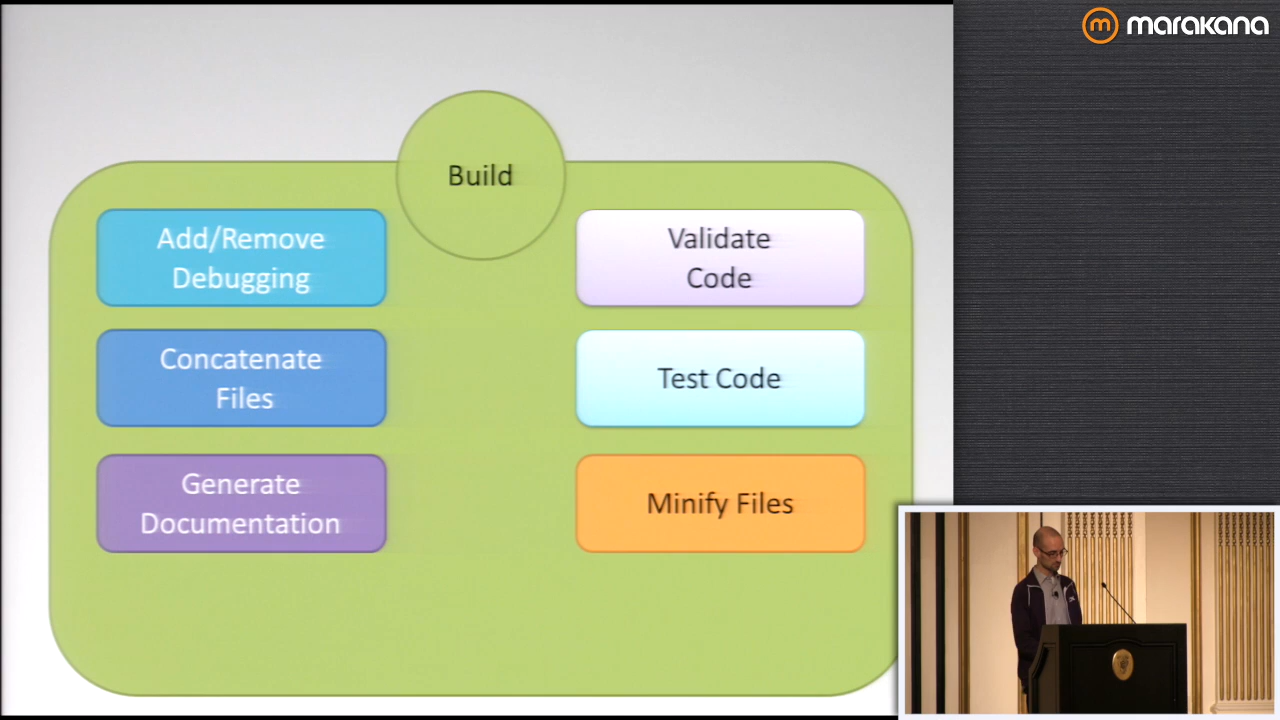 marakana
Build
Add/Remove
Debugging
Validate
Code
Concatenate
Files
Test Code
Generate
Documentation
Minify Files